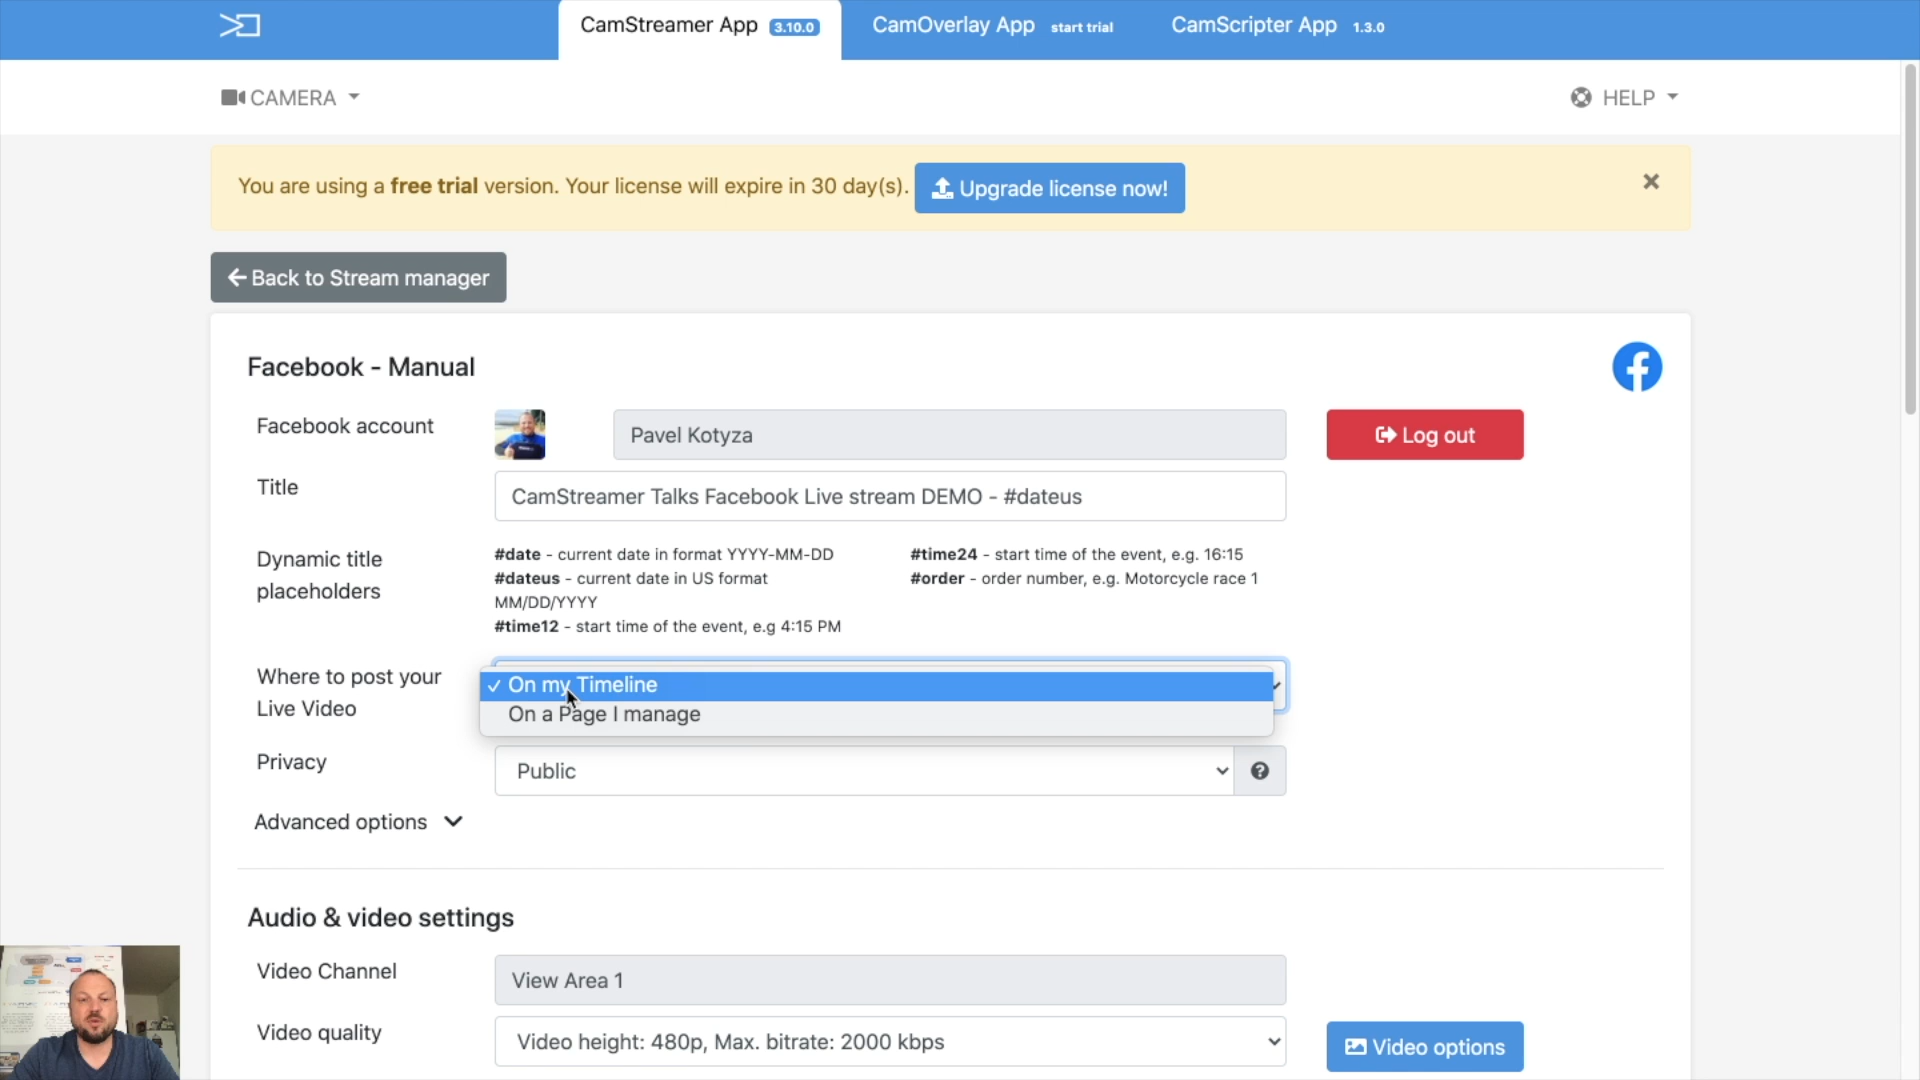 CamStreamer App 3.10.0
CamOverlay App start trial
CamScripter App 1.3.0
CAMERA
HELP
You are using a free trial version. Your license will expire in 30 day(s).
Upgrade license now!
Back to Stream manager
Facebook - Manual
Facebook account
Pavel Kotyza
Log out
Title
CamStreamer Talks Facebook Live stream DEMO - #dateus
Dynamic title
placeholders
#date - current date in format YYYY-MM-DD
#dateus - current date in US format
MM/DD/YYYY
#time12 - start time of the event, e.g 4:15 PM
#time24 - start time of the event, e.g. 16:15
#order - order number, e.g. Motorcycle race 1
Where to post your
Live Video
On my Timeline
On a Page I manage
Privacy
Public
Advanced options
Audio & video settings
Video Channel
View Area 1
Video quality
Video height: 480p, Max. bitrate: 2000 kbps
Video options